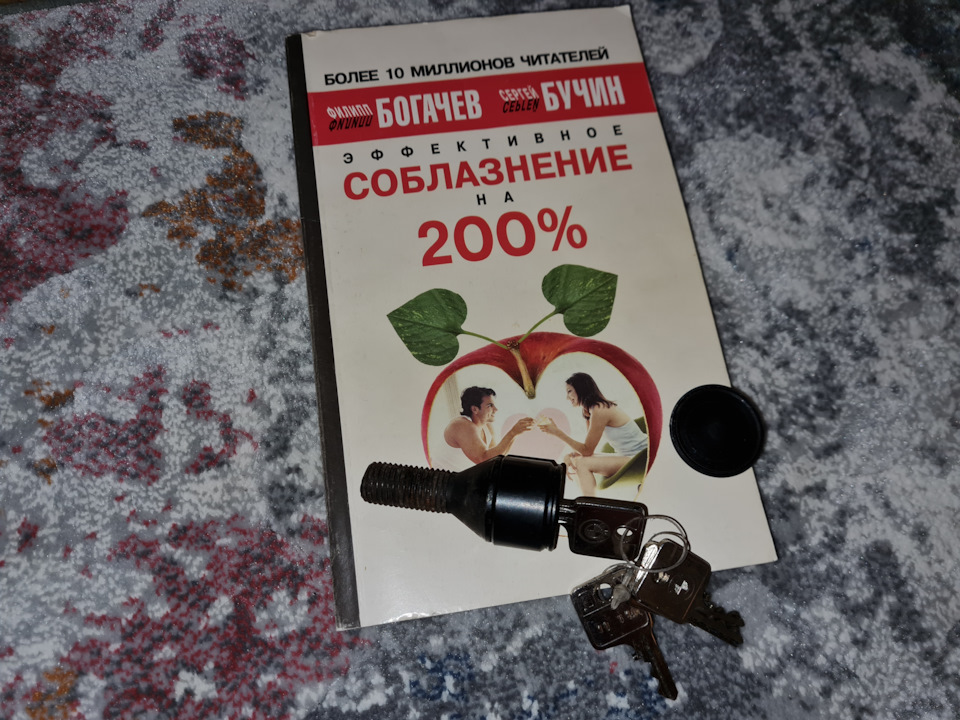 БОЛЕЕ 10 МИЛЛИОНОВ ЧИТАТЕЛЕЙ
ФИЛИПП БОГАЧЕВ СЕРГЕЙ БУЧИН
ЭФФЕКТИВНОЕ
СОБЛАЗНЕНИЕ
НА
200%